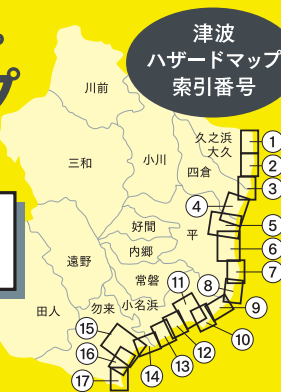 プ
津波
ハザードマップ
索引番号
川前
久之浜
大久
三和
小川
四倉
好間
平
内郷
遠野
常磐
田人
勿来
小名浜
1
2
3
4
5
6
7
8
9
10
11
12
13
14
15
16
17